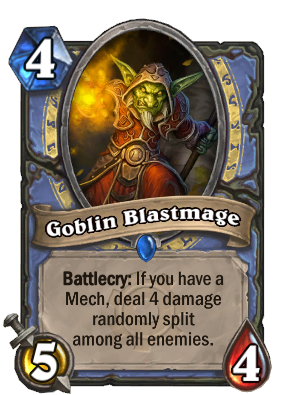 4
Goblin Blastmage
Battlecry: If you have a
Mech, deal 4 damage
randomly split
among all enemies.
5
4